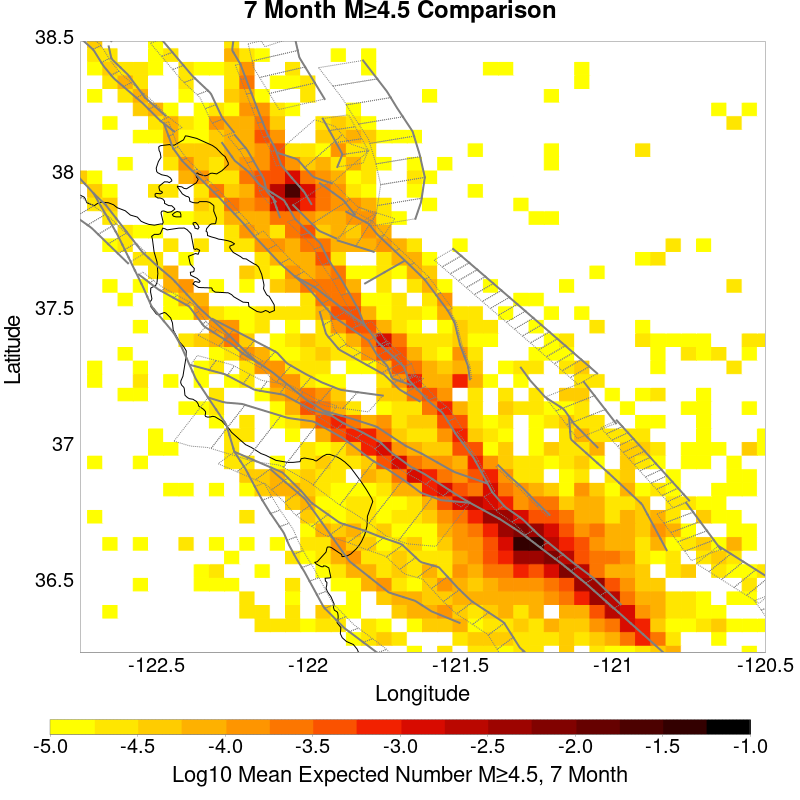 7 Month M≥4.5 Comparison
38.5
38
37.5
37
36.5
Latitude
-122.5 -122 -121.5 -121 -120.5
Longitude
-5.0 -4.5 -4.0 -3.5 -3.0 -2.5 -2.0 -1.5 -1.0
Log10 Mean Expected Number M≥4.5, 7 Month